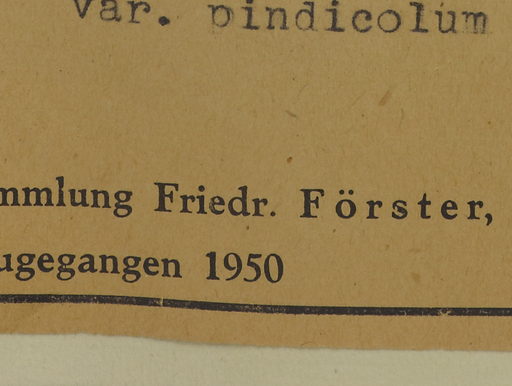 var. pindicolum
mmlung Friedr. Förster,
ugegangen 1950